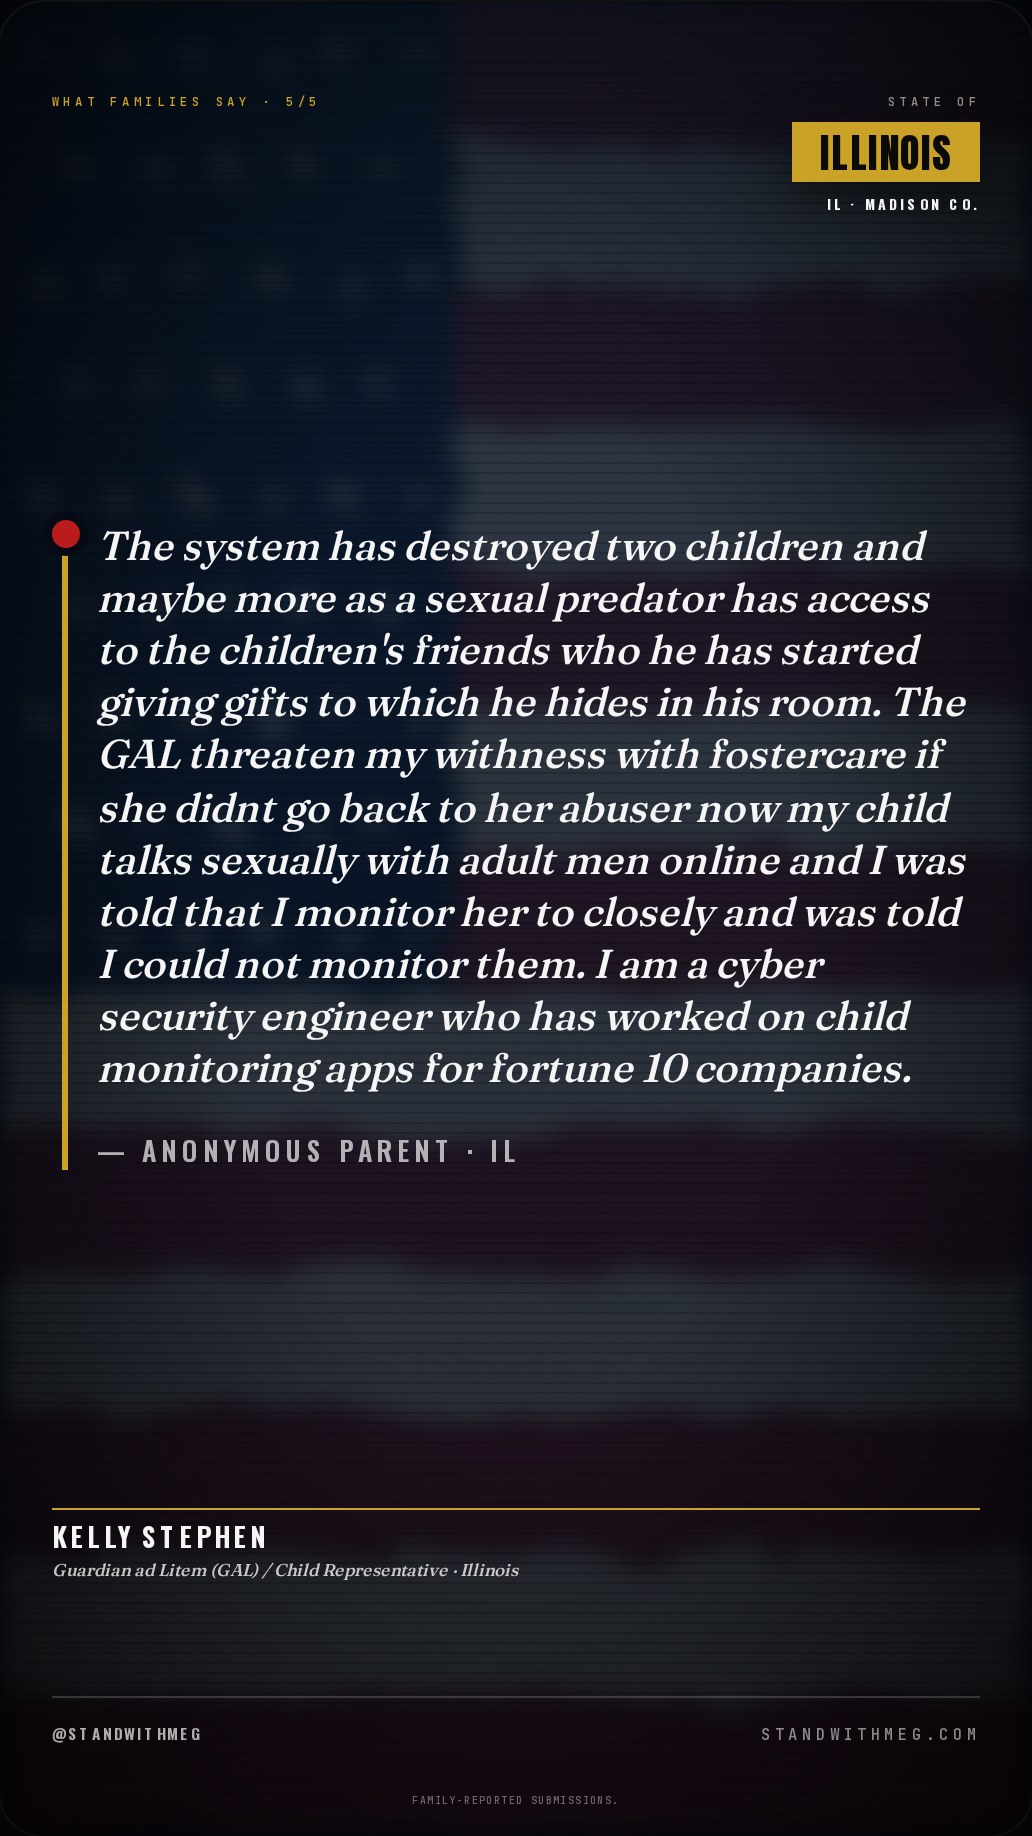 WHAT FAMILIES SAY · 5/5
STATE OF
ILLINOIS
IL · MADISON CO.
The system has destroyed two children and
maybe more as a sexual predator has access
to the children's friends who he has started
giving gifts to which he hides in his room. The
GAL threaten my withness with fostercare if
she didnt go back to her abuser now my child
talks sexually with adult men online and I was
told that I monitor her to closely and was told
I could not monitor them. I am a cyber
security engineer who has worked on child
monitoring apps for fortune 10 companies.
— ANONYMOUS PARENT · IL
KELLY STEPHEN
Guardian ad Litem (GAL) / Child Representative · Illinois
@STANDWITHMEG
STANDWITHMEG.COM
FAMILY-REPORTED SUBMISSIONS.